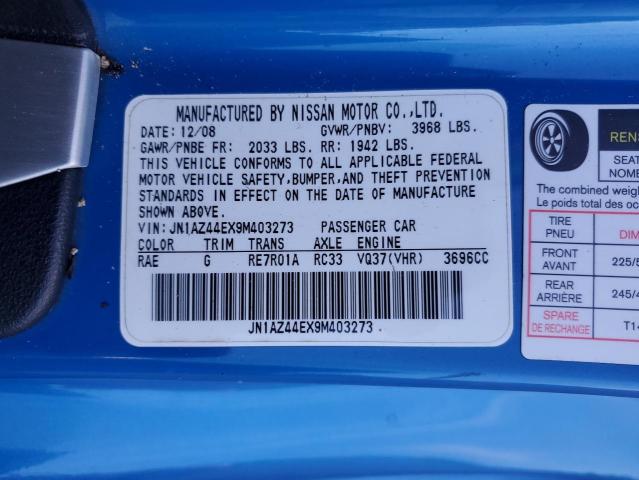 MANUFACTURED BY NISSAN MOTOR CO.,LTD.
DATE: 12/08 GVWR/PNBV: 3968 LBS.
GAWR/PNBE FR: 2033 LBS. RR: 1942 LBS.
THIS VEHICLE CONFORMS TO ALL APPLICABLE FEDERAL
MOTOR VEHICLE SAFETY, BUMPER, AND THEFT PREVENTION
STANDARDS IN EFFECT ON THE DATE OF MANUFACTURE
SHOWN ABOVE.
VIN: JN1AZ44EX9M403273 PASSENGER CAR
COLOR TRIM TRANS AXLE ENGINE
RAE G RE7R01A RC33 VQ37(VHR) 3696CC
JN1AZ44EX9M403273
SEAT
The combined
Le poids total des
TIRE
PNEU
FRONT
AVANT
225/5
REAR
ARRIÈRE
245/4
SPARE
DE RECHANGE